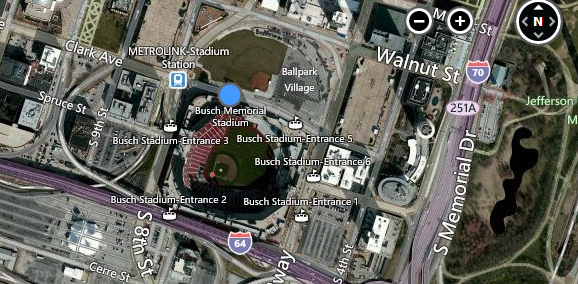 M
St
N
Clark Ave
METROLINK-Stadium
Station
Walnut St
70
Ballpark
Village
Spruce St
Busch Memorial
Stadium
251A
Jefferson
M
S 9th St
Busch Stadium-Entrance 3
Busch Stadium-Entrance 5
Busch Stadium-Entrance 6
S Memorial Dr
Busch Stadium-Entrance 2
Busch Stadium-Entrance 1
S 8th St
64
way
S 4th St
Cerre St